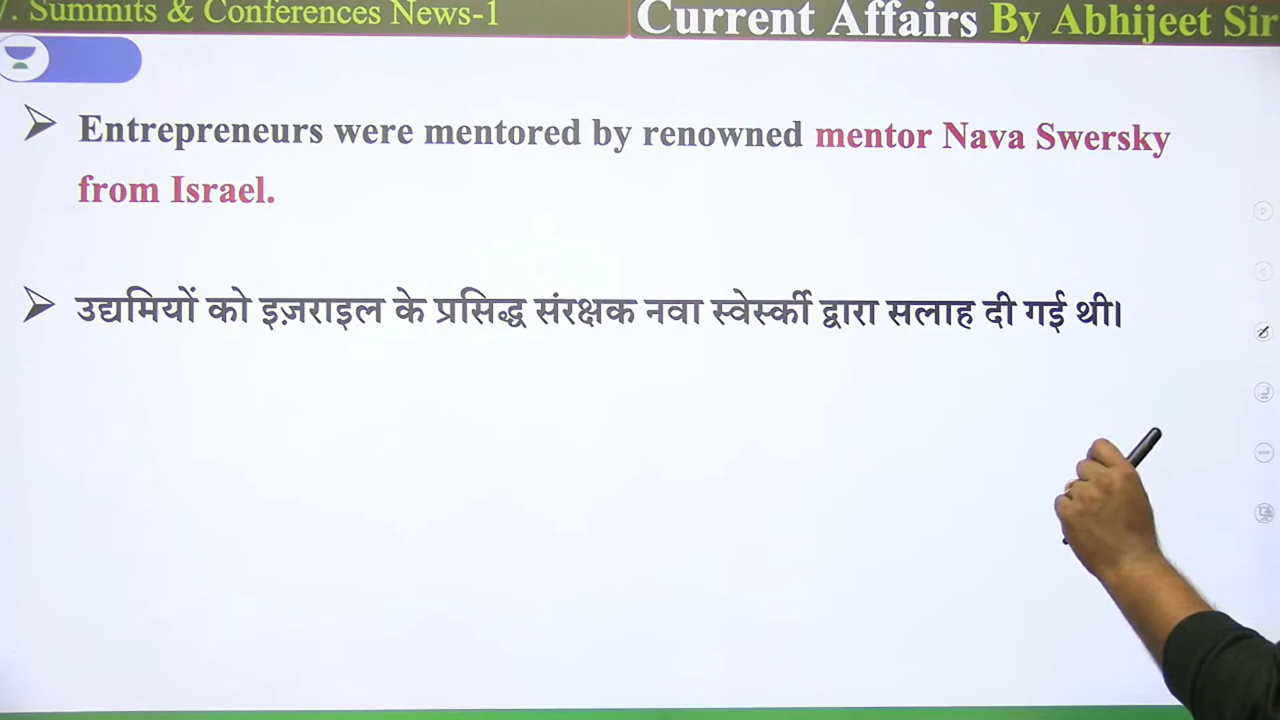 7. Summits & Conferences News-1
Current Affairs By Abhijeet Sir
Entrepreneurs were mentored by renowned mentor Nava Swersky
from Israel.
उद्यमियों को इज़राइल के प्रसिद्ध संरक्षक नवा स्वेर्स्की द्वारा सलाह दी गई थी।